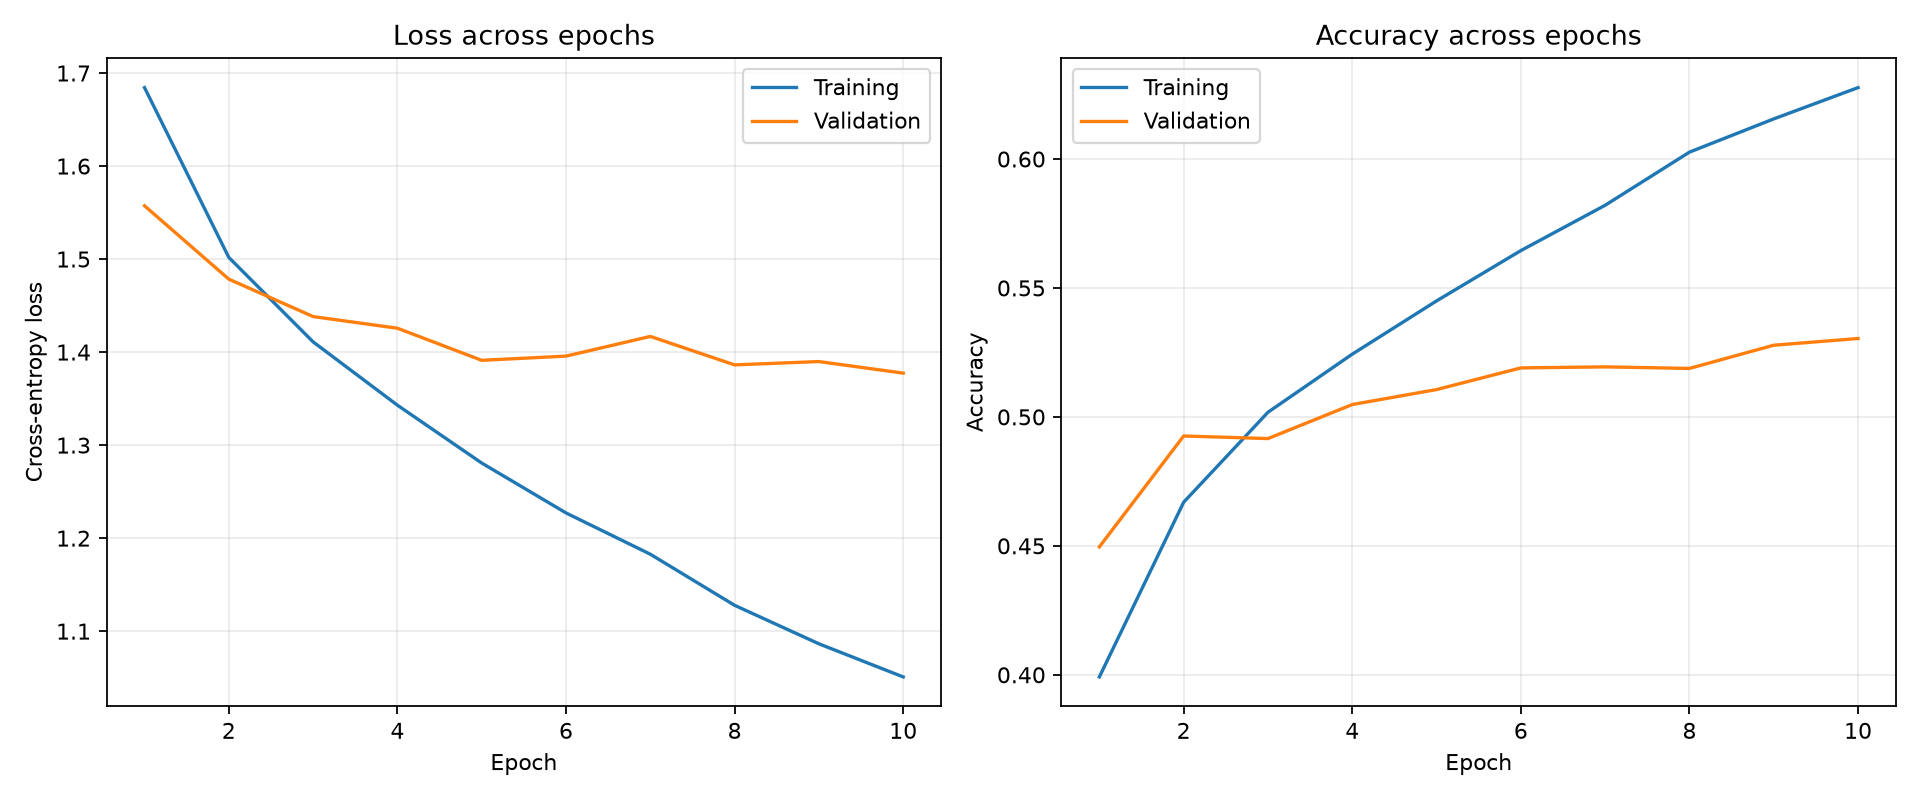 Loss across epochs
Training
Validation
1.7
1.6
1.5
1.4
1.3
1.2
1.1
Cross-entropy loss
2 4 6 8 10
Epoch
Accuracy across epochs
Training
Validation
0.60
0.55
0.50
0.45
0.40
Accuracy
2 4 6 8 10
Epoch